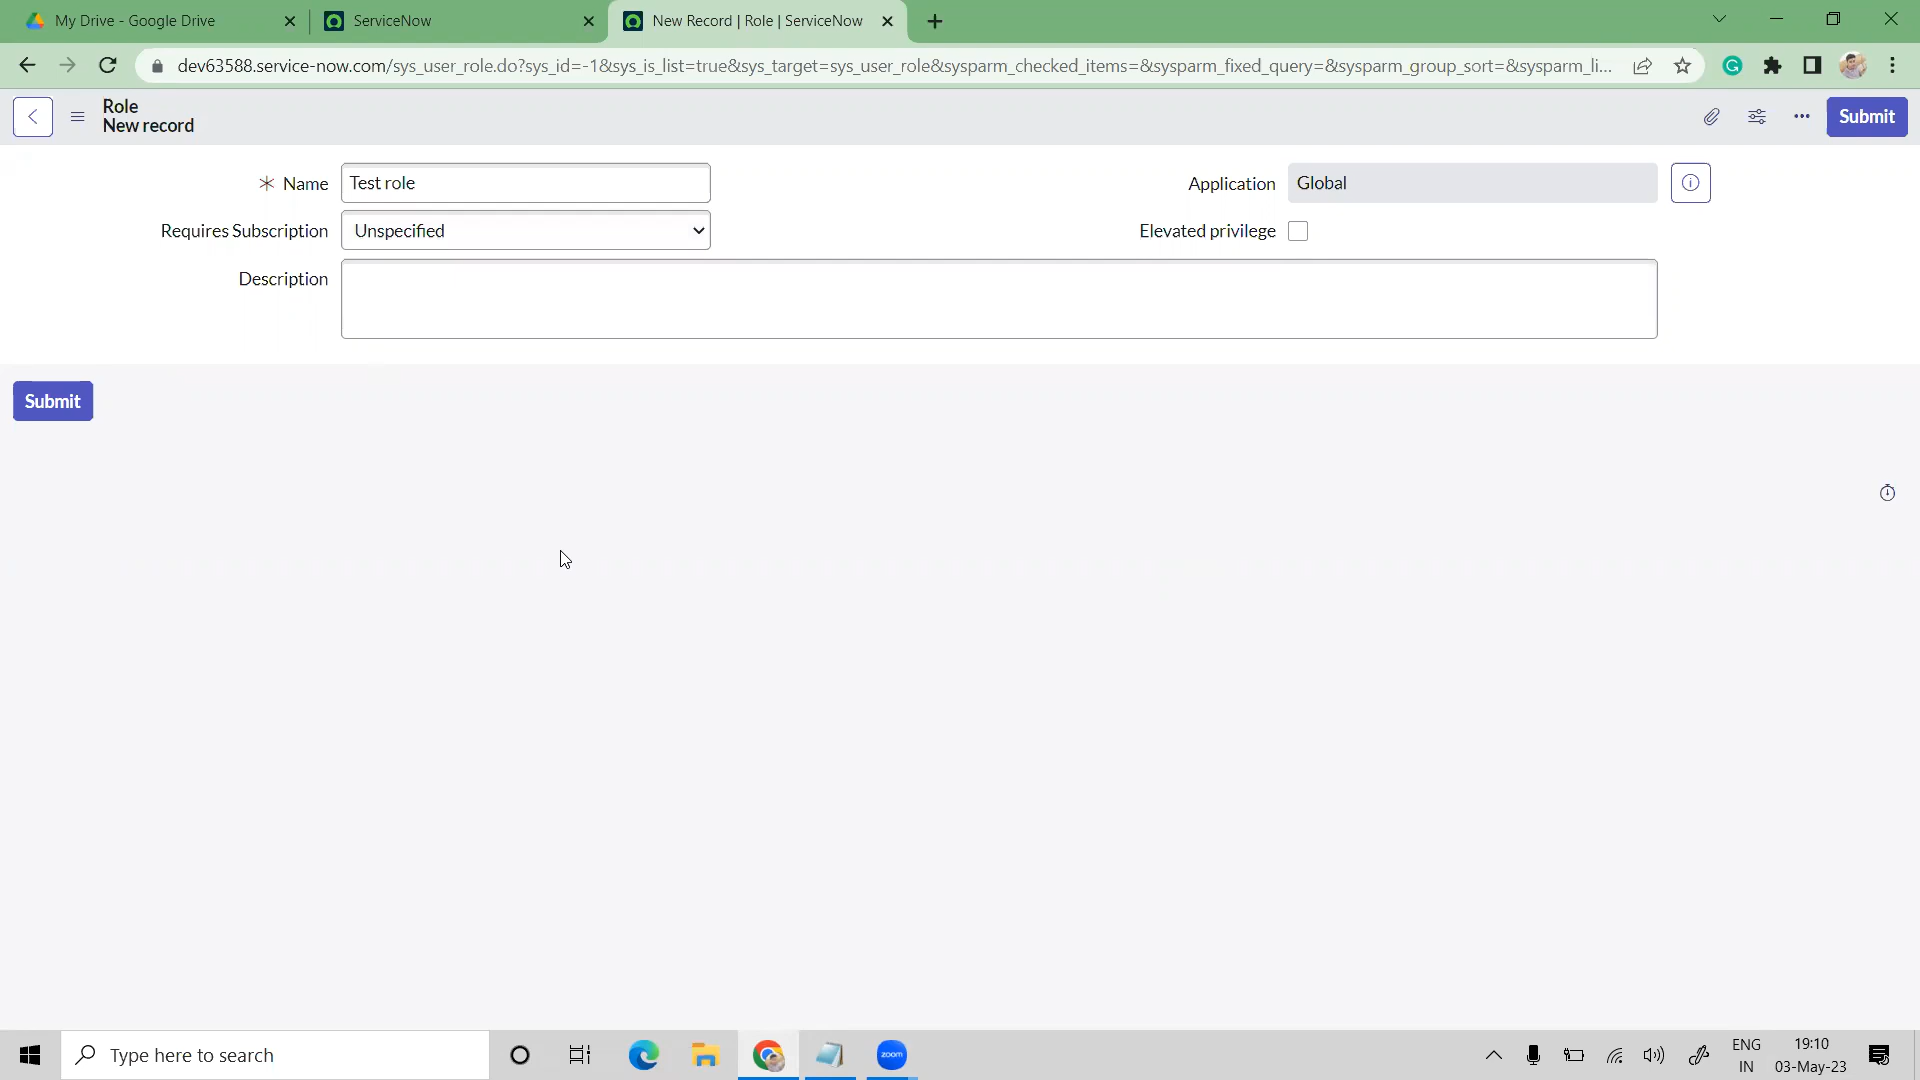 My Drive - Google Drive
ServiceNow
New Record | Role | ServiceNow
dev63588.service-now.com/sys_user_role.do?sys_id=-1&sys_is_list=true&sys_target=sys_user_role&sysparm_checked_items=&sysparm_fixed_query=&sysparm_group_sort=&sysparm_li...
Role
New record
Submit
Name
Test role
Application
Global
Requires Subscription
Unspecified
Elevated privilege
Description
Submit
Type here to search
zoom
ENG
IN
19:10
03-May-23